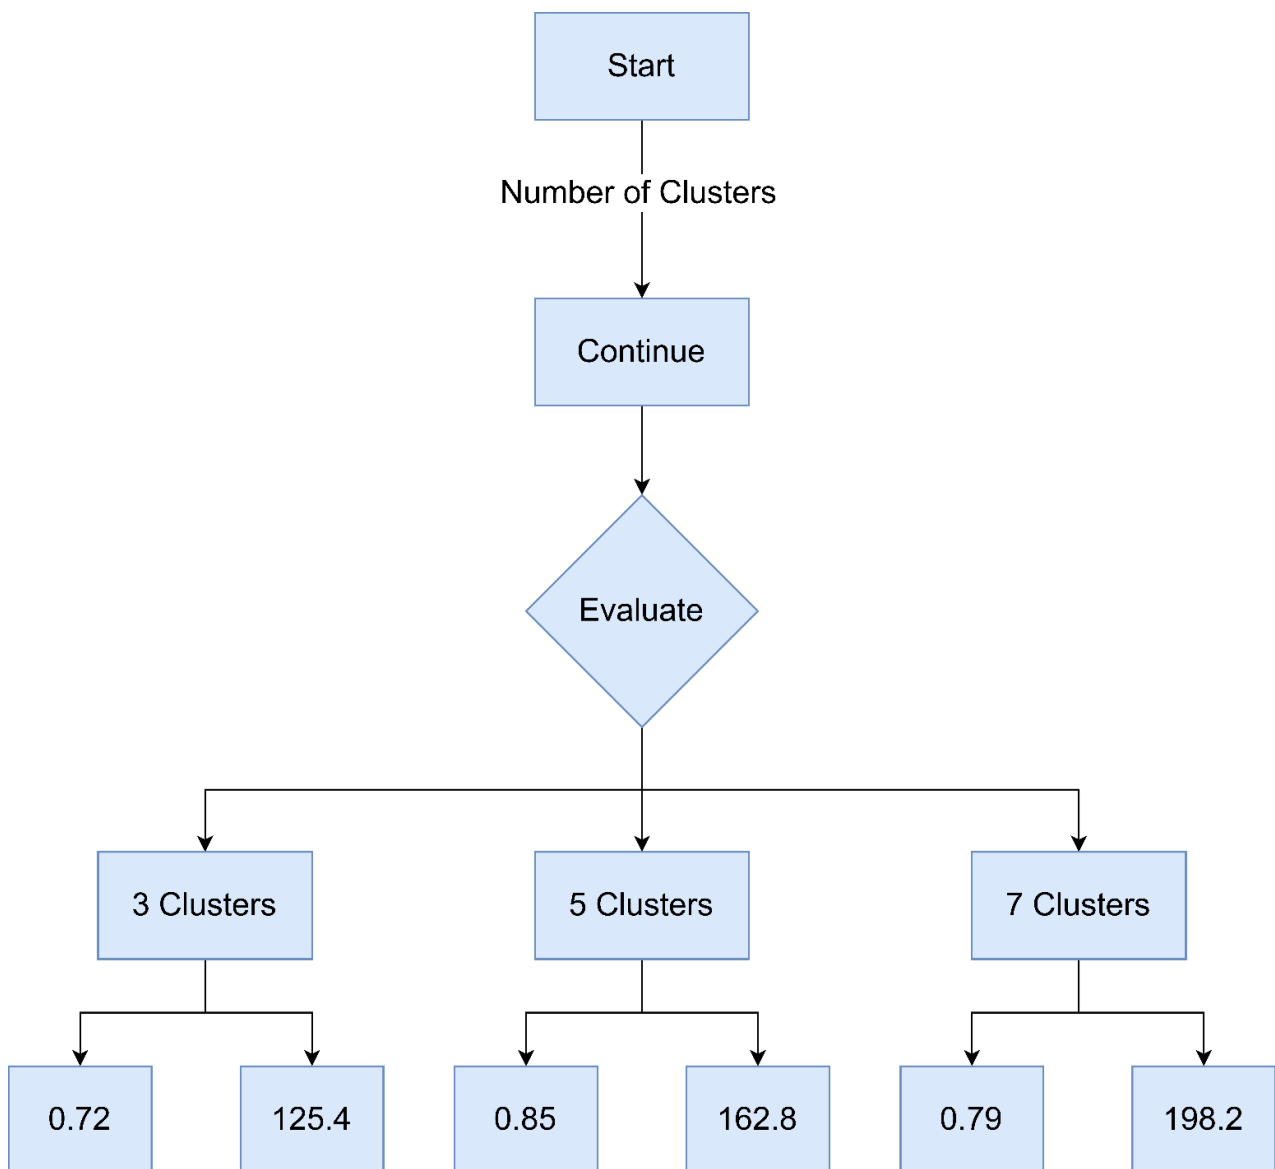 Start
Number of Clusters
Continue
Evaluate
3 Clusters
5 Clusters
7 Clusters
0.72
125.4
0.85
162.8
0.79
198.2